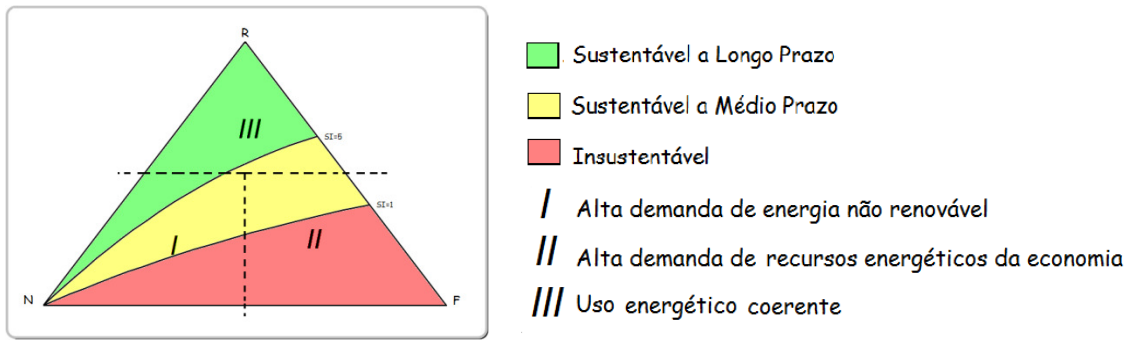 R
III
SI=5
SI=1
I
II
N
F
Sustentável a Longo Prazo
Sustentável a Médio Prazo
Insustentável
I Alta demanda de energia não renovável
II Alta demanda de recursos energéticos da economia
III Uso energético coerente